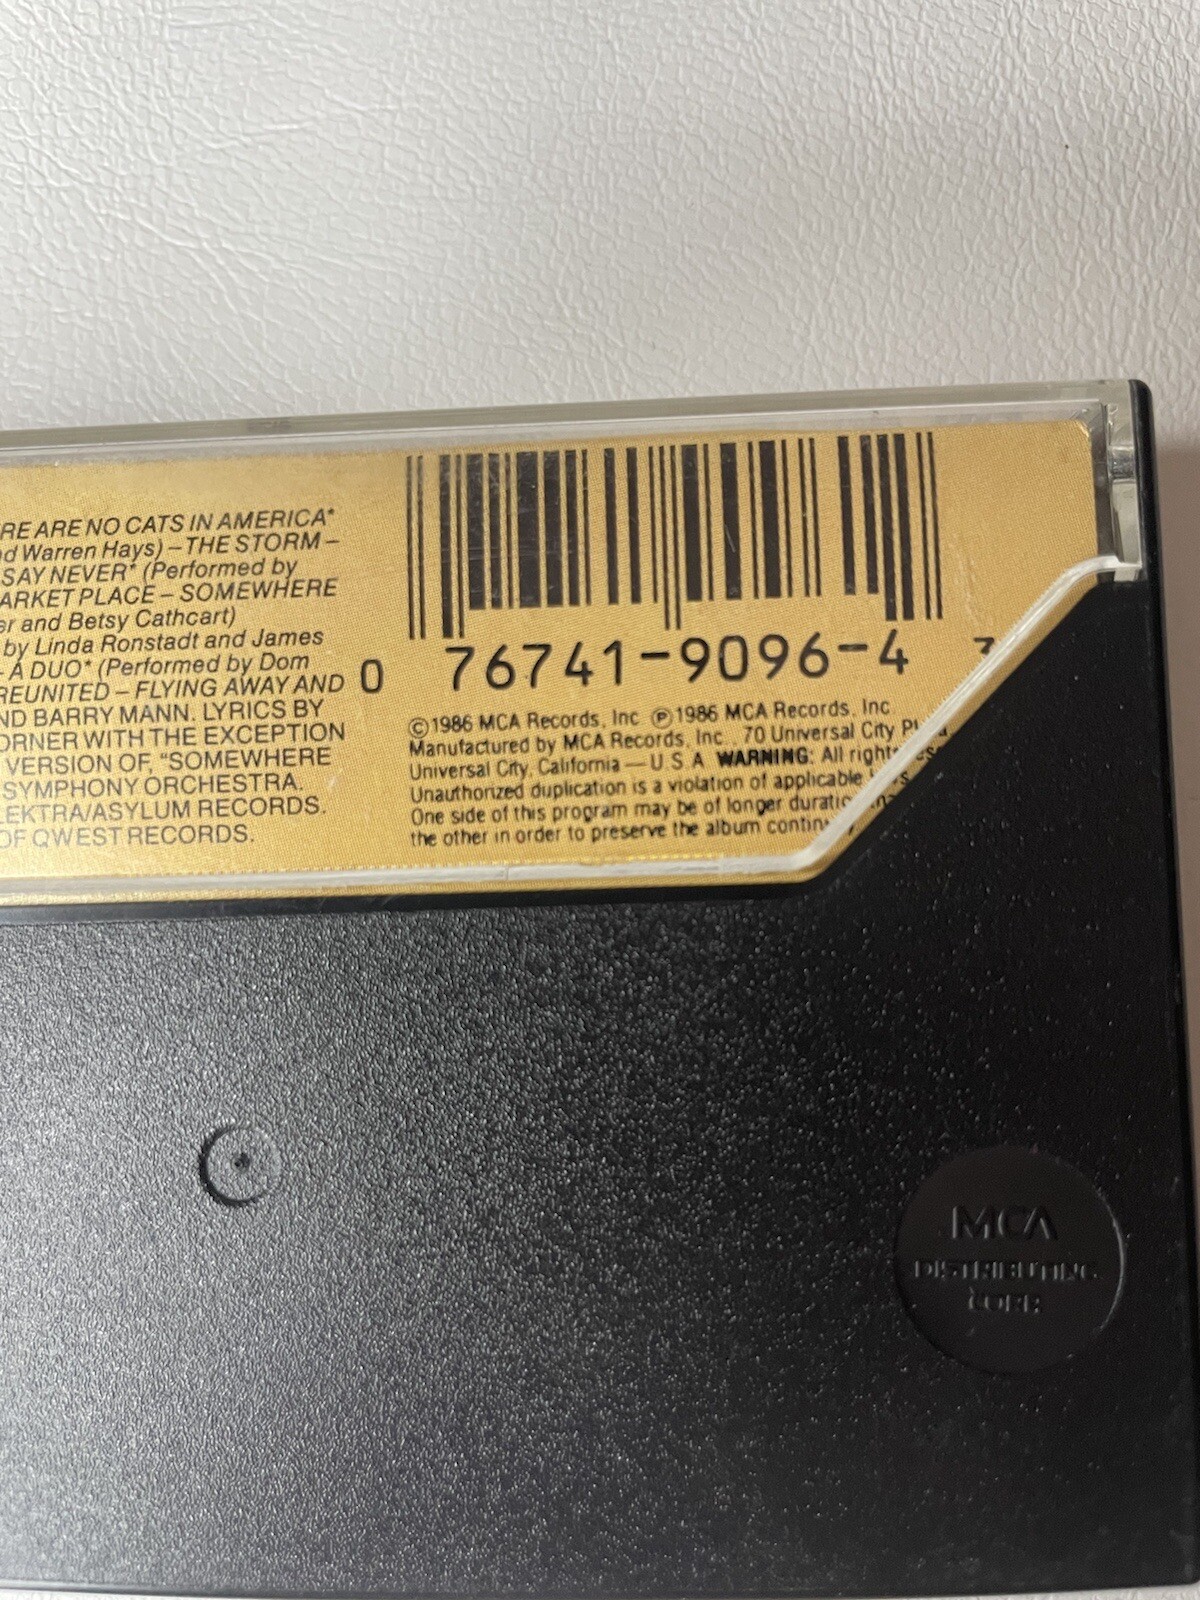 RE ARE NO CATS IN AMERICA*
d Warren Hays) – THE STORM –
SAY NEVER* (Performed by
ARKET PLACE – SOMEWHERE
er and Betsy Cathcart)
by Linda Ronstadt and James
– A DUO* (Performed by Dom
REUNITED – FLYING AWAY AND
ND BARRY MANN. LYRICS BY
ORNER WITH THE EXCEPTION
VERSION OF, "SOMEWHERE
SYMPHONY ORCHESTRA.
LEKTRA/ASYLUM RECORDS.
OF QWEST RECORDS.
0 76741-9096-4 3
©1986 MCA Records, Inc ℗1986 MCA Records, Inc
Manufactured by MCA Records, Inc., 70 Universal City
Universal City, California — U.S.A. WARNING: All rights
Unauthorized duplication is a violation of applicable
One side of this program may be of longer duration
the other in order to preserve the album
MCA
DISTRIBUTING
CORP.